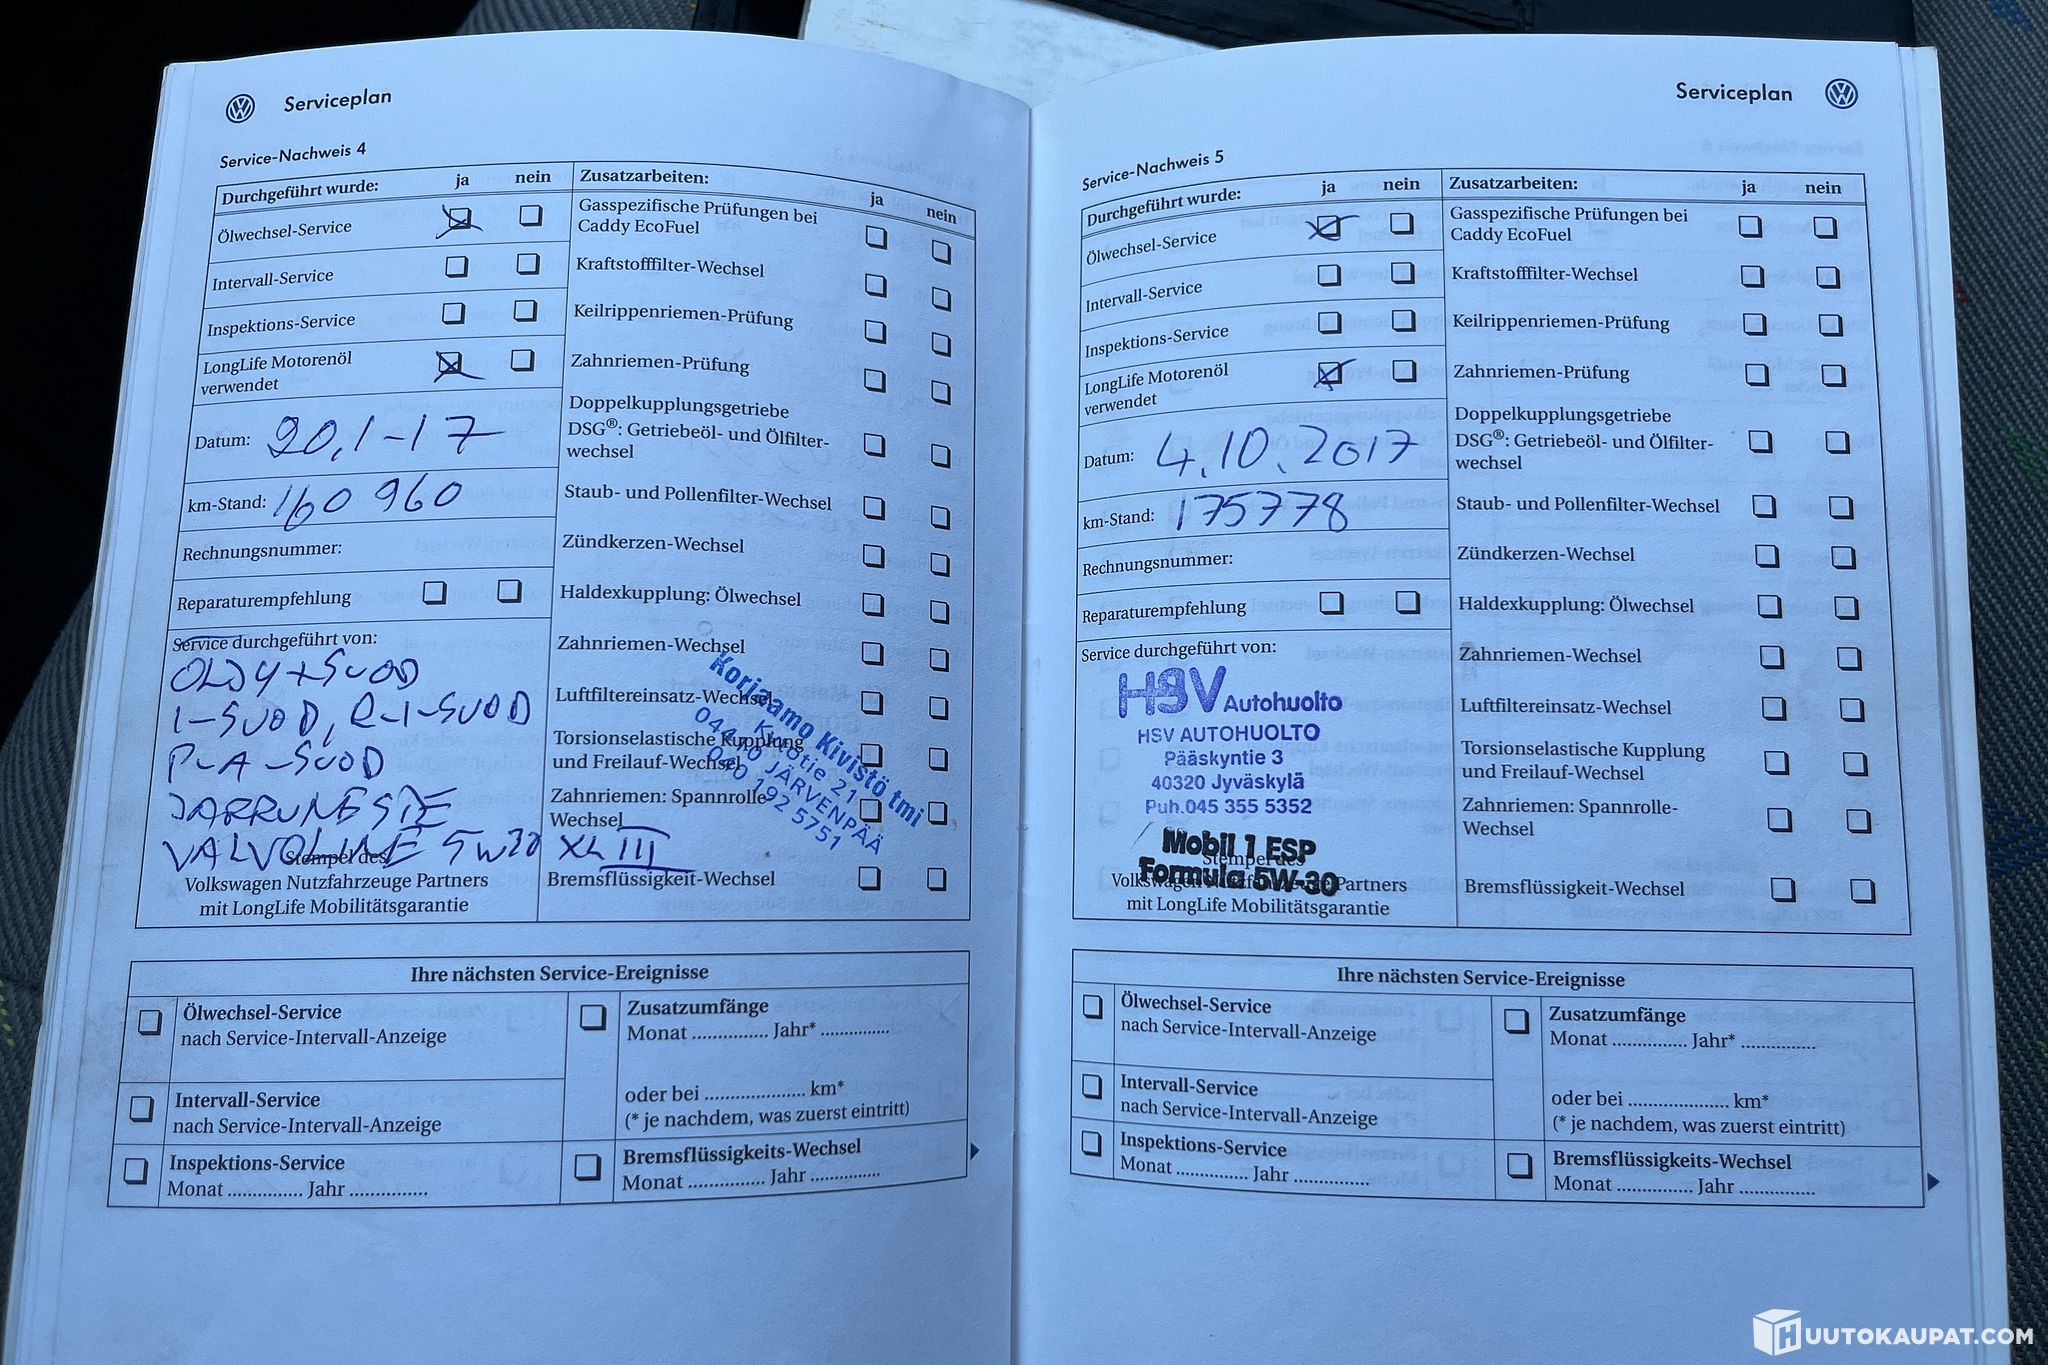 Serviceplan
Service-Nachweis 4
Durchgeführt wurde: ja nein
Ölwechsel-Service
Intervall-Service
Inspektions-Service
LongLife Motorenöl
verwendet
Datum: 20,1-17
km-Stand: 160 960
Rechnungsnummer:
Reparaturempfehlung
Service durchgeführt von:
ÖLJY+SUOD
I-SUOD, R-I-SUOD
P-A-SUOD
JARRUNESTE
VALVOLINE 5W30 XL III
Stempel des
Volkswagen Nutzfahrzeuge Partners
mit LongLife Mobilitätsgarantie
Zusatzarbeiten: ja nein
Gasspezifische Prüfungen bei
Caddy EcoFuel
Kraftstofffilter-Wechsel
Keilrippenriemen-Prüfung
Zahnriemen-Prüfung
Doppelkupplungsgetriebe
DSG®: Getriebeöl- und Ölfilter-
wechsel
Staub- und Pollenfilter-Wechsel
Zündkerzen-Wechsel
Haldexkupplung: Ölwechsel
Zahnriemen-Wechsel
Luftfiltereinsatz-Wechsel
Torsionselastische Kupplung
und Freilauf-Wechsel
Zahnriemen: Spannrolle-
Wechsel
Bremsflüssigkeit-Wechsel
Korjaamo Kivistö tmi
Kytötie 21
04430 JÄRVENPÄÄ
040 192 5751
Ihre nächsten Service-Ereignisse
Ölwechsel-Service
nach Service-Intervall-Anzeige
Intervall-Service
nach Service-Intervall-Anzeige
Inspektions-Service
Monat ............... Jahr ...............
Zusatzumfänge
Monat ............... Jahr* ...............
oder bei .................... km*
(* je nachdem, was zuerst eintritt)
Bremsflüssigkeits-Wechsel
Monat ............... Jahr ...............
Serviceplan
Service-Nachweis 5
Durchgeführt wurde: ja nein
Ölwechsel-Service
Intervall-Service
Inspektions-Service
LongLife Motorenöl
verwendet
Datum: 4.10.2017
km-Stand: 175778
Rechnungsnummer:
Reparaturempfehlung
Service durchgeführt von:
HSV Autohuolto
HSV AUTOHUOLTO
Pääskyntie 3
40320 Jyväskylä
Puh.045 355 5352
Mobil 1 ESP
Formula 5W-30
Stempel des
Volkswagen Nutzfahrzeuge Partners
mit LongLife Mobilitätsgarantie
Zusatzarbeiten: ja nein
Gasspezifische Prüfungen bei
Caddy EcoFuel
Kraftstofffilter-Wechsel
Keilrippenriemen-Prüfung
Zahnriemen-Prüfung
Doppelkupplungsgetriebe
DSG®: Getriebeöl- und Ölfilter-
wechsel
Staub- und Pollenfilter-Wechsel
Zündkerzen-Wechsel
Haldexkupplung: Ölwechsel
Zahnriemen-Wechsel
Luftfiltereinsatz-Wechsel
Torsionselastische Kupplung
und Freilauf-Wechsel
Zahnriemen: Spannrolle-
Wechsel
Bremsflüssigkeit-Wechsel
Ihre nächsten Service-Ereignisse
Ölwechsel-Service
nach Service-Intervall-Anzeige
Intervall-Service
nach Service-Intervall-Anzeige
Inspektions-Service
Monat ............... Jahr ...............
Zusatzumfänge
Monat ............... Jahr* ...............
oder bei .................... km*
(* je nachdem, was zuerst eintritt)
Bremsflüssigkeits-Wechsel
Monat ............... Jahr ...............
HUUTOKAUPAT.COM